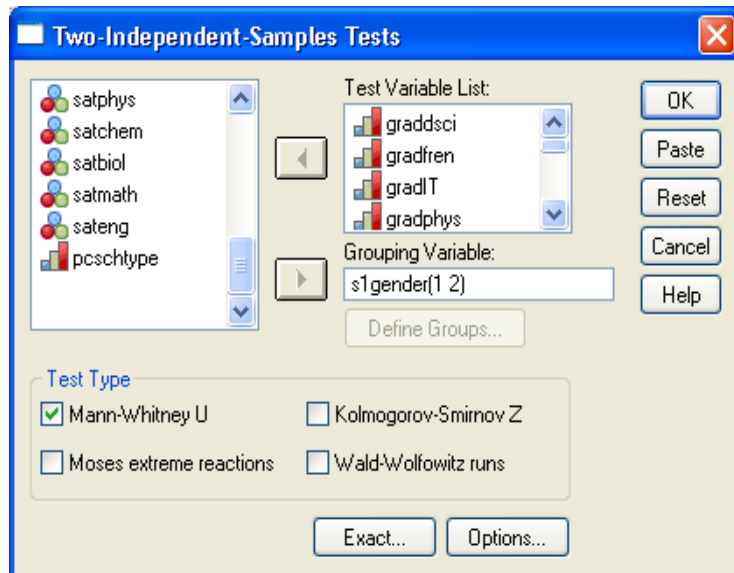 Two-Independent-Samples Tests
satphys
satchem
satbiol
satmath
sateng
pcschtype
Test Variable List:
graddsci
gradfren
gradIT
gradphys
Grouping Variable:
s1gender(1 2)
Define Groups...
OK
Paste
Reset
Cancel
Help
Test Type
Mann-Whitney U
Kolmogorov-Smirnov Z
Moses extreme reactions
Wald-Wolfowitz runs
Exact...
Options...